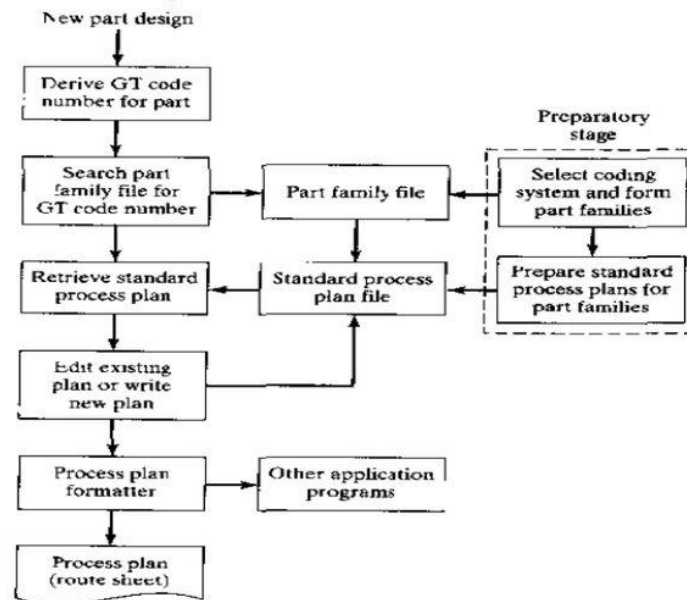 New part design
Derive GT code
number for part
Preparatory
stage
Search part
family file for
GT code number
Part family file
Select coding
system and form
part families
Retrieve standard
process plan
Standard process
plan file
Prepare standard
process plans for
part families
Edit existing
plan or write
new plan
Process plan
formatter
Other application
programs
Process plan
(route sheet)